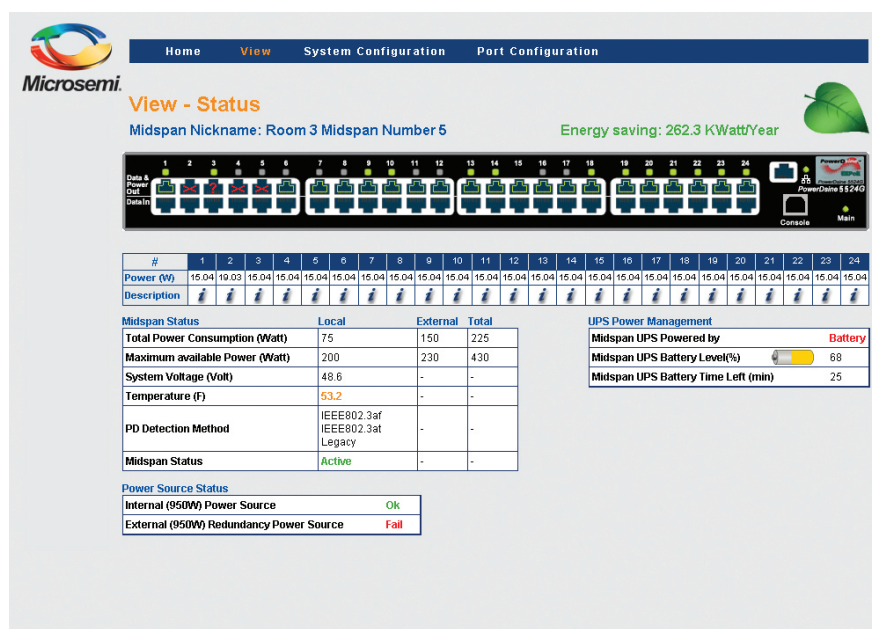 Home View System Configuration Port Configuration
Microsemi.
View - Status
Midspan Nickname: Room 3 Midspan Number 5 Energy saving: 262.3 KWatt/Year
1 2 3 4 5 6 7 8 9 10 11 12 13 14 15 16 17 18 19 20 21 22 23 24
Data & Power Out
Data In
PowerDsine 5524G
Console Main
# 1 2 3 4 5 6 7 8 9 10 11 12 13 14 15 16 17 18 19 20 21 22 23 24
Power (W) 15.04 19.03 15.04 15.04 15.04 15.04 15.04 15.04 15.04 15.04 15.04 15.04 15.04 15.04 15.04 15.04 15.04 15.04 15.04 15.04 15.04 15.04 15.04 15.04
Description i i i i i i i i i i i i i i i i i i i i i i i i
Midspan Status Local External Total
Total Power Consumption (Watt) 75 150 225
Maximum available Power (Watt) 200 230 430
System Voltage (Volt) 48.6 - -
Temperature (F) 53.2 - -
PD Detection Method IEEE802.3af IEEE802.3at Legacy - -
Midspan Status Active - -
UPS Power Management
Midspan UPS Powered by Battery
Midspan UPS Battery Level(%) 68
Midspan UPS Battery Time Left (min) 25
Power Source Status
Internal (950W) Power Source Ok
External (950W) Redundancy Power Source Fail